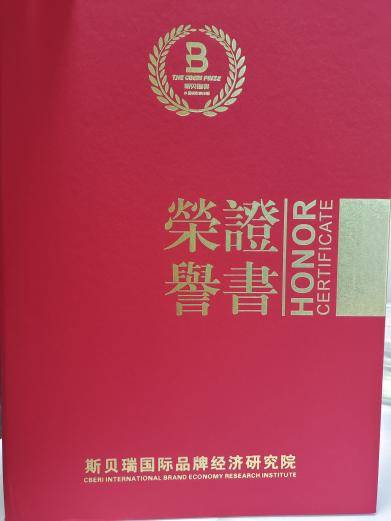 B
THE CBERI PRIZE
斯贝瑞奖
榮證
譽書
HONOR
CERTIFICATE
斯贝瑞国际品牌经济研究院
CBERI INTERNATIONAL BRAND ECONOMY RESEARCH INSTITUTE